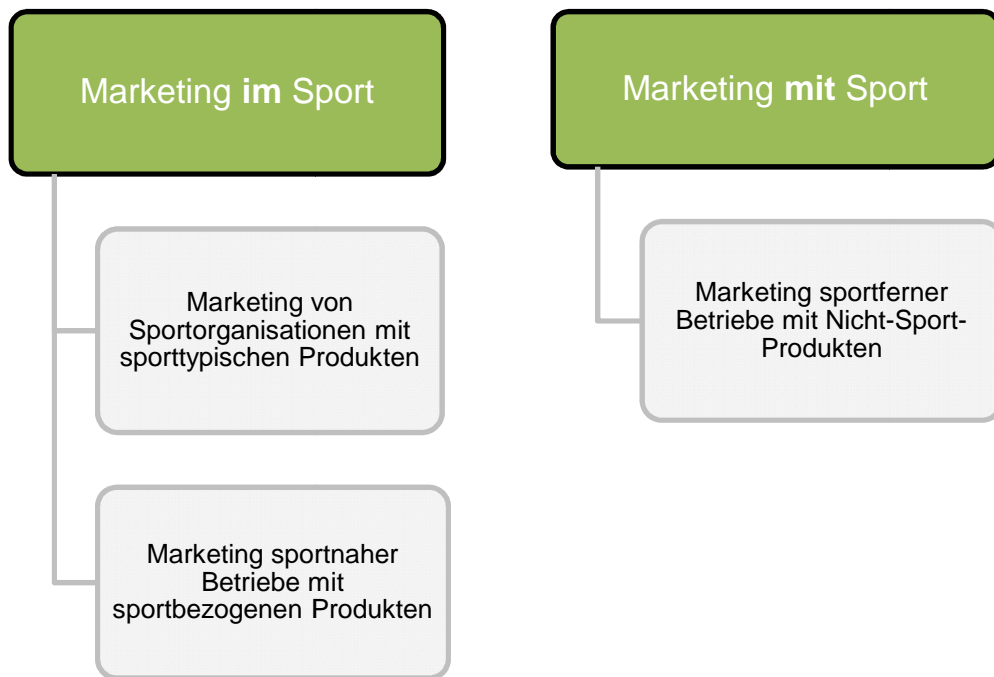 Marketing im Sport
Marketing von
Sportorganisationen mit
sporttypischen Produkten
Marketing sportnaher
Betriebe mit
sportbezogenen Produkten
Marketing mit Sport
Marketing sportferner
Betriebe mit Nicht-Sport-
Produkten